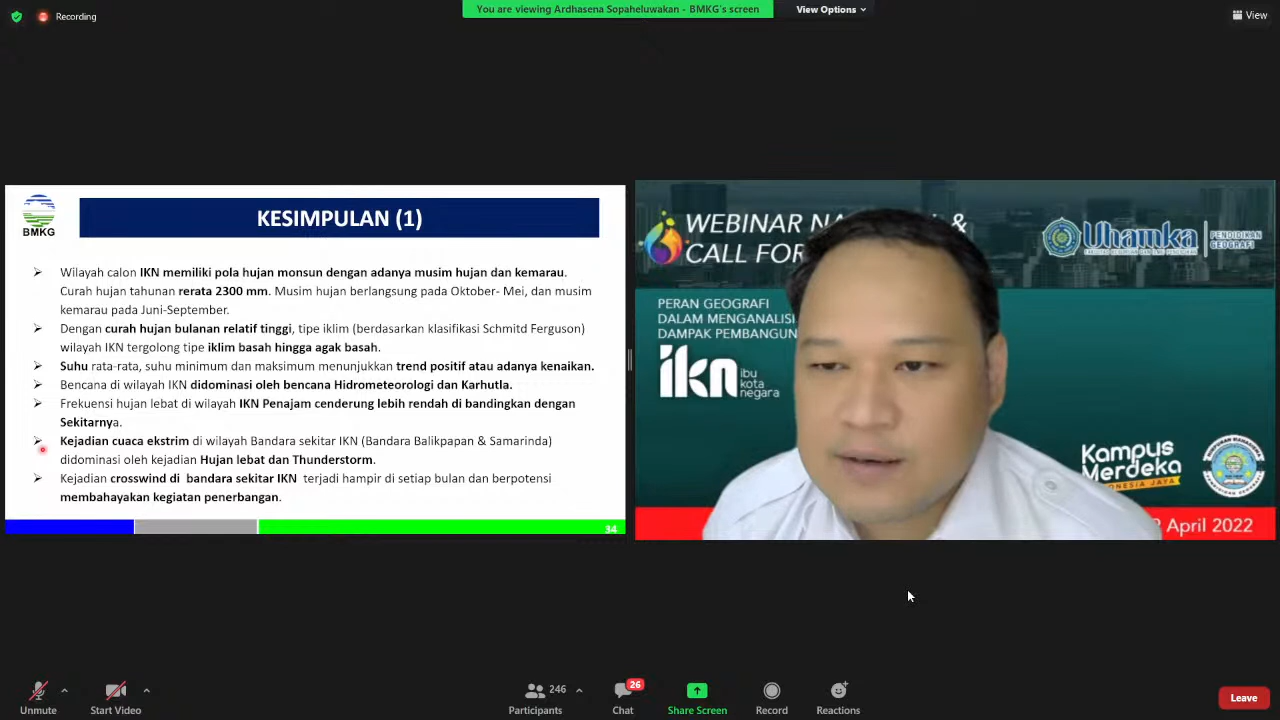 Recording
You are viewing Ardhasena Sopaheluwakan - BMKG's screen
View Options
View
BMKG
KESIMPULAN (1)
Wilayah calon IKN memiliki pola hujan monsun dengan adanya musim hujan dan kemarau.
Curah hujan tahunan rerata 2300 mm. Musim hujan berlangsung pada Oktober- Mei, dan musim
kemarau pada Juni-September.
Dengan curah hujan bulanan relatif tinggi, tipe iklim (berdasarkan klasifikasi Schmitd Ferguson)
wilayah IKN tergolong tipe iklim basah hingga agak basah.
Suhu rata-rata, suhu minimum dan maksimum menunjukkan trend positif atau adanya kenaikan.
Bencana di wilayah IKN didominasi oleh bencana Hidrometeorologi dan Karhutla.
Frekuensi hujan lebat di wilayah IKN Penajam cenderung lebih rendah di bandingkan dengan
Sekitarnya.
Kejadian cuaca ekstrim di wilayah Bandara sekitar IKN (Bandara Balikpapan & Samarinda)
didominasi oleh kejadian Hujan lebat dan Thunderstorm.
Kejadian crosswind di bandara sekitar IKN terjadi hampir di setiap bulan dan berpotensi
membahayakan kegiatan penerbangan.
34
WEBINAR NA &
CALL FOR
Uhamka
PENDIDIKAN
GEOGRAFI
PERAN GEOGRAFI
DALAM MENGANALISI
DAMPAK PEMBANGUN
ikn ibu
kota
negara
Kampus
Merdeka
ONESIA JAYA
April 2022
Unmute
Start Video
246
Participants
26
Chat
Share Screen
Record
Reactions
Leave